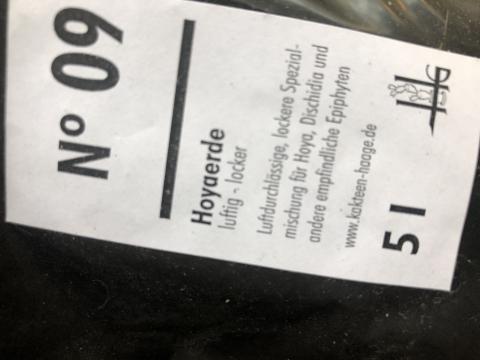 Nº 09
Hoyaerde
luftig - locker
Luftdurchlässige, lockere Spezial-
mischung für Hoya, Dischidia und
andere empfindliche Epiphyten
www.kakteen-haage.de
5 l